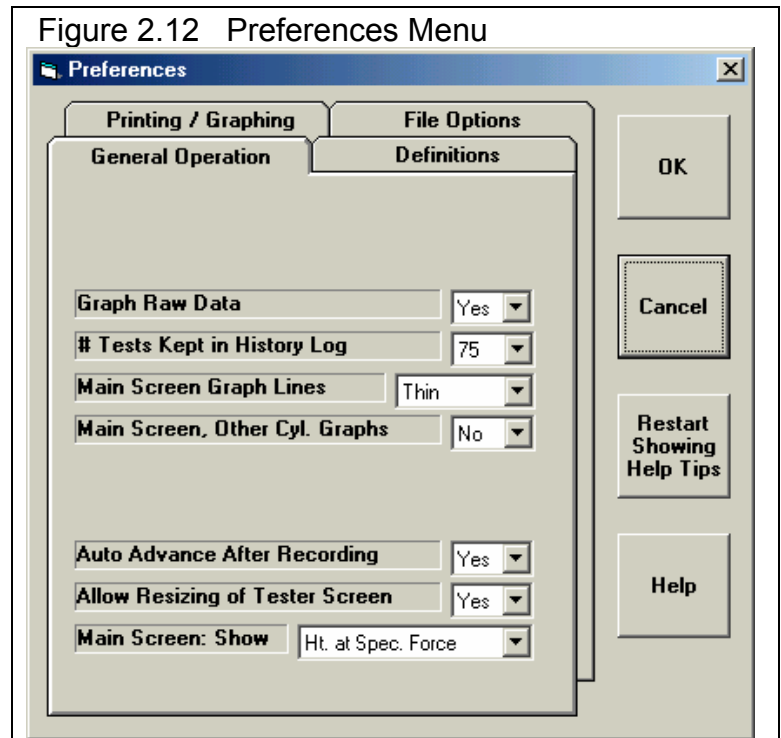 Figure 2.12 Preferences Menu
Preferences
Printing / Graphing
File Options
General Operation
Definitions
Graph Raw Data
Yes
# Tests Kept in History Log
75
Main Screen Graph Lines
Thin
Main Screen, Other Cyl. Graphs
No
Auto Advance After Recording
Yes
Allow Resizing of Tester Screen
Yes
Main Screen: Show
Ht. at Spec. Force
OK
Cancel
Restart
Showing
Help Tips
Help